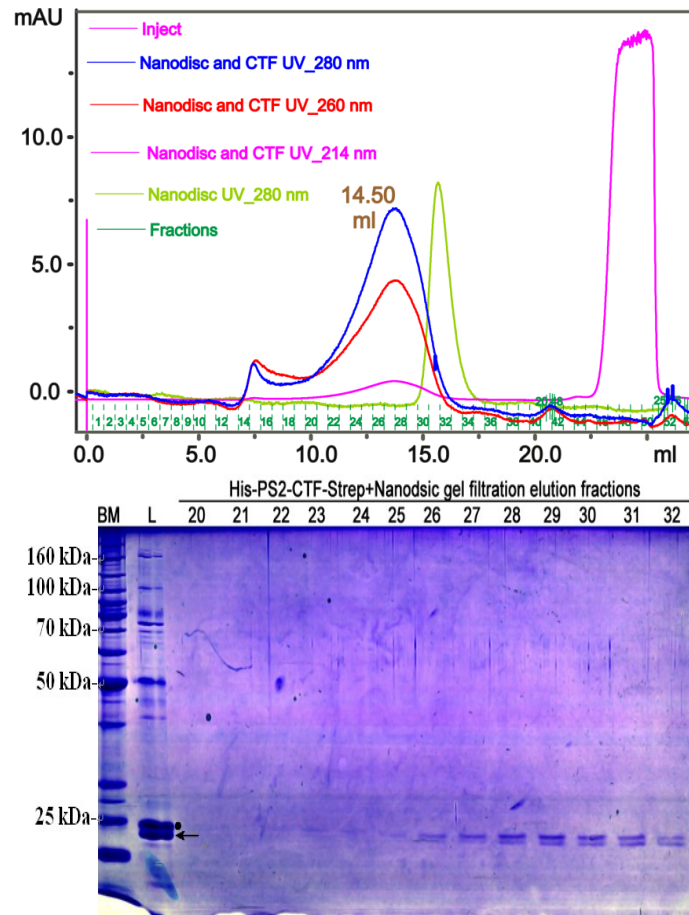 mAU
Inject
Nanodisc and CTF UV_280 nm
Nanodisc and CTF UV_260 nm
10.0
Nanodisc and CTF UV_214 nm
Nanodisc UV_280 nm
14.50
ml
Fractions
5.0
0.0
1 2 3 4 5 6 7 8 9 10 12 14 16 18 20 22 24 26 28 30 32 34 36 42 52
0.0 5.0 10.0 15.0 20.0 ml
His-PS2-CTF-Strep+Nanodsic gel filtration elution fractions
BM L 20 21 22 23 24 25 26 27 28 29 30 31 32
160 kDa-
100 kDa-
70 kDa-
50 kDa-
25 kDa-